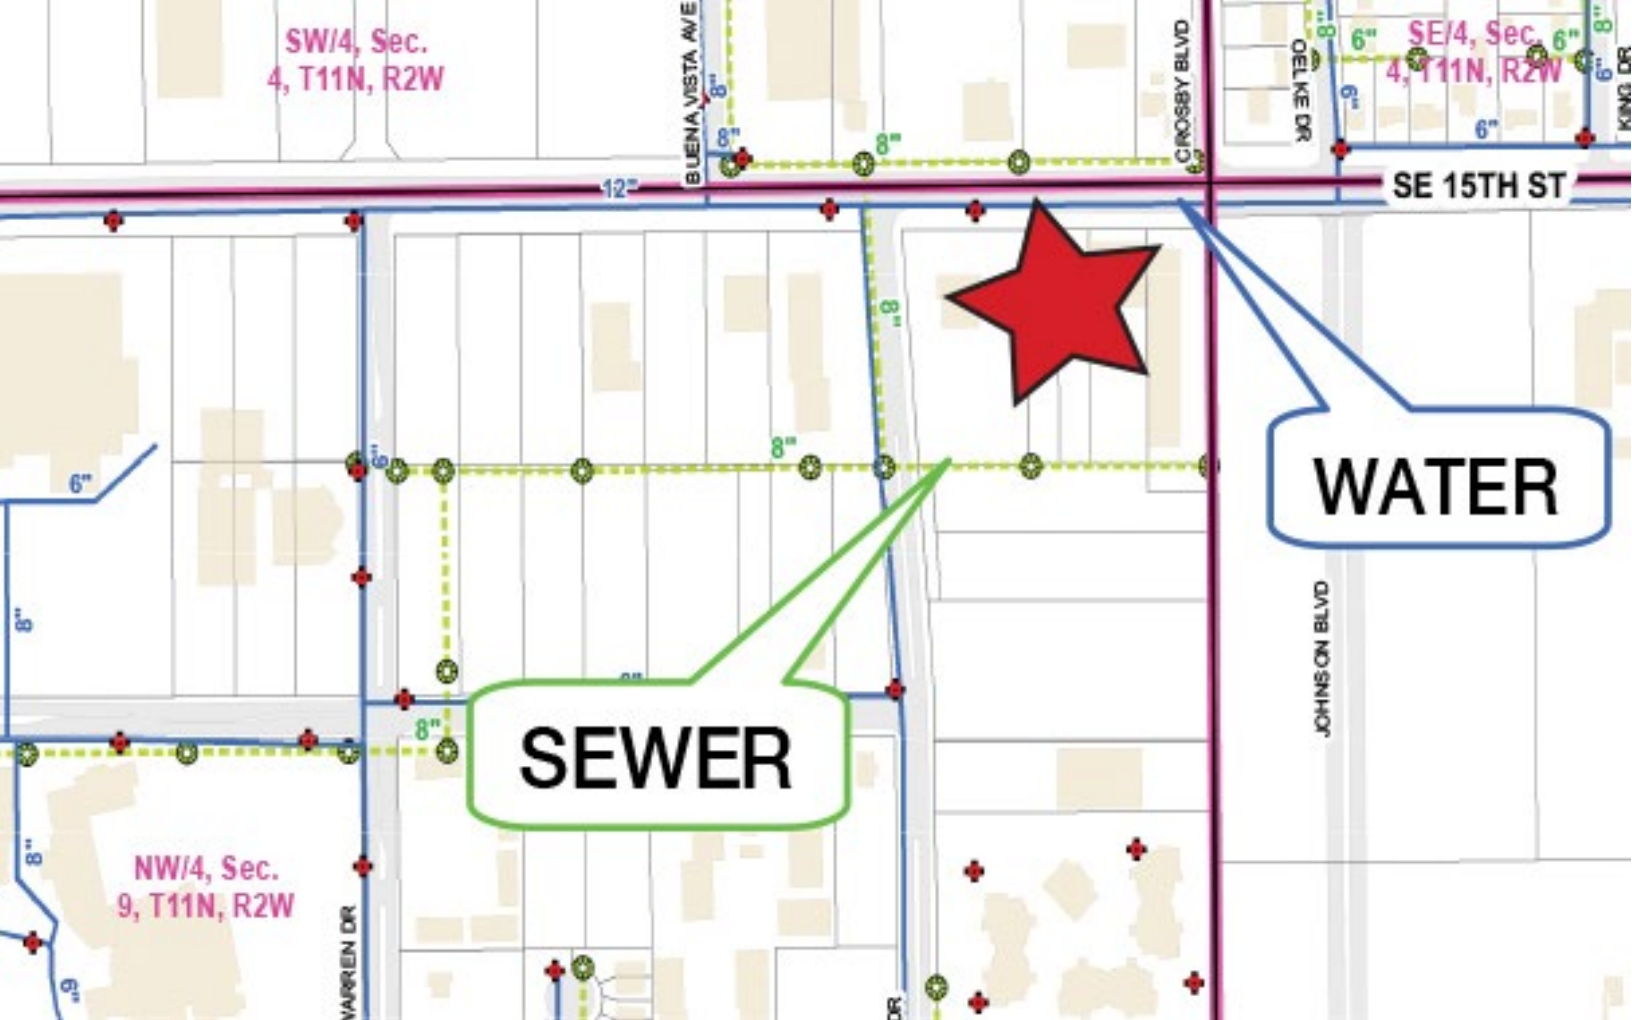 SW/4, Sec.
4, T11N, R2W
BUENA VISTA AVE
8"
8"
8"
CROSBY BLVD
OELKE DR
8"
6"
SE/4, Sec.
4, T11N, R2W
6"
8"
6"
6"
6"
KING DR
12"
SE 15TH ST
8"
8"
6"
6"
8"
WATER
JOHNSON BLVD
SEWER
8"
8"
NW/4, Sec.
9, T11N, R2W
6"
WARREN DR
DR